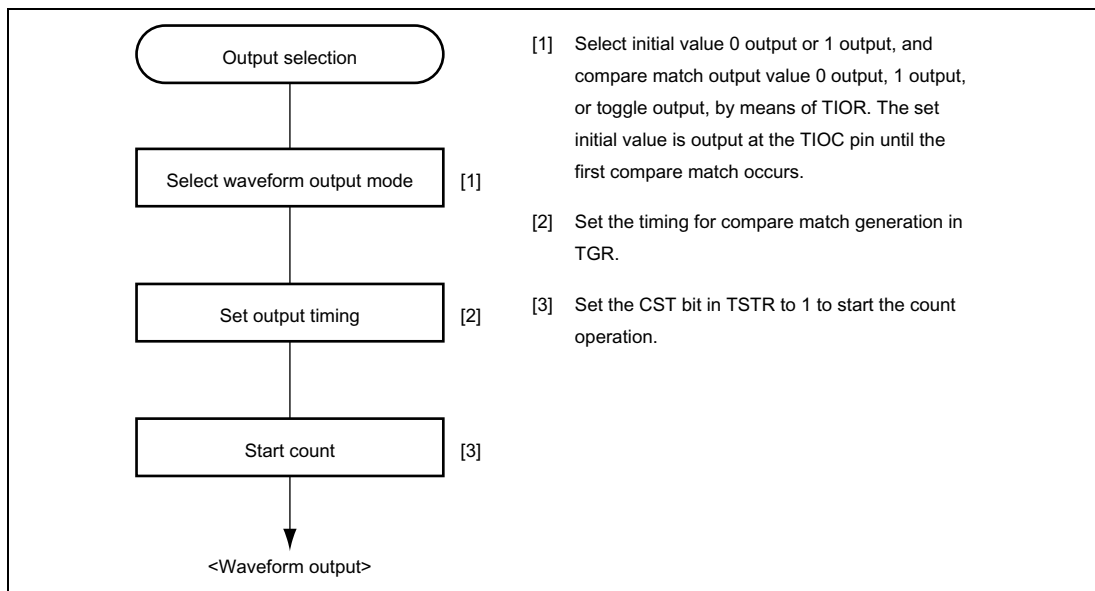 Output selection
Select waveform output mode [1]
Set output timing [2]
Start count [3]
<Waveform output>
[1] Select initial value 0 output or 1 output, and
compare match output value 0 output, 1 output,
or toggle output, by means of TIOR. The set
initial value is output at the TIOC pin until the
first compare match occurs.
[2] Set the timing for compare match generation in
TGR.
[3] Set the CST bit in TSTR to 1 to start the count
operation.